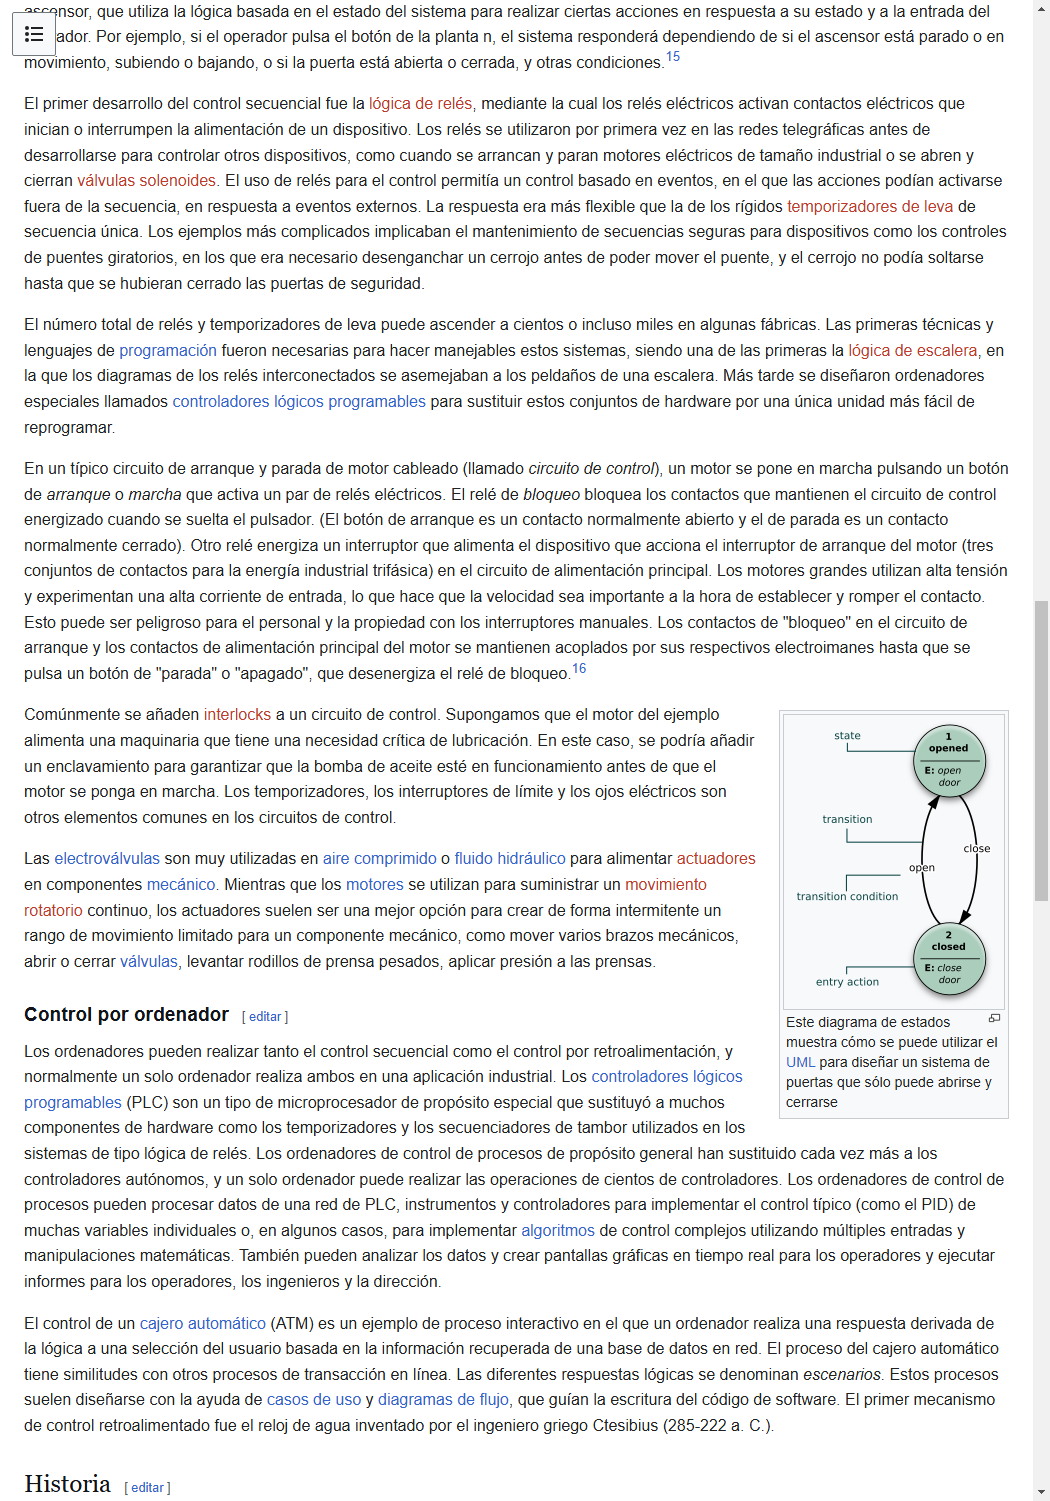 ascensor, que utiliza la lógica basada en el estado del sistema para realizar ciertas acciones en respuesta a su estado y a la entrada del
ador. Por ejemplo, si el operador pulsa el botón de la planta n, el sistema responderá dependiendo de si el ascensor está parado o en
movimiento, subiendo o bajando, o si la puerta está abierta o cerrada, y otras condiciones.15
El primer desarrollo del control secuencial fue la lógica de relés, mediante la cual los relés eléctricos activan contactos eléctricos que
inician o interrumpen la alimentación de un dispositivo. Los relés se utilizaron por primera vez en las redes telegráficas antes de
desarrollarse para controlar otros dispositivos, como cuando se arrancan y paran motores eléctricos de tamaño industrial o se abren y
cierran válvulas solenoides. El uso de relés para el control permitía un control basado en eventos, en el que las acciones podían activarse
fuera de la secuencia, en respuesta a eventos externos. La respuesta era más flexible que la de los rígidos temporizadores de leva de
secuencia única. Los ejemplos más complicados implicaban el mantenimiento de secuencias seguras para dispositivos como los controles
de puentes giratorios, en los que era necesario desenganchar un cerrojo antes de poder mover el puente, y el cerrojo no podía soltarse
hasta que se hubieran cerrado las puertas de seguridad.
El número total de relés y temporizadores de leva puede ascender a cientos o incluso miles en algunas fábricas. Las primeras técnicas y
lenguajes de programación fueron necesarias para hacer manejables estos sistemas, siendo una de las primeras la lógica de escalera, en
la que los diagramas de los relés interconectados se asemejaban a los peldaños de una escalera. Más tarde se diseñaron ordenadores
especiales llamados controladores lógicos programables para sustituir estos conjuntos de hardware por una única unidad más fácil de
reprogramar.
En un típico circuito de arranque y parada de motor cableado (llamado circuito de control), un motor se pone en marcha pulsando un botón
de arranque o marcha que activa un par de relés eléctricos. El relé de bloqueo bloquea los contactos que mantienen el circuito de control
energizado cuando se suelta el pulsador. (El botón de arranque es un contacto normalmente abierto y el de parada es un contacto
normalmente cerrado). Otro relé energiza un interruptor que alimenta el dispositivo que acciona el interruptor de arranque del motor (tres
conjuntos de contactos para la energía industrial trifásica) en el circuito de alimentación principal. Los motores grandes utilizan alta tensión
y experimentan una alta corriente de entrada, lo que hace que la velocidad sea importante a la hora de establecer y romper el contacto.
Esto puede ser peligroso para el personal y la propiedad con los interruptores manuales. Los contactos de "bloqueo" en el circuito de
arranque y los contactos de alimentación principal del motor se mantienen acoplados por sus respectivos electroimanes hasta que se
pulsa un botón de "parada" o "apagado", que desenergiza el relé de bloqueo.16
Comúnmente se añaden interlocks a un circuito de control. Supongamos que el motor del ejemplo
alimenta una maquinaria que tiene una necesidad crítica de lubricación. En este caso, se podría añadir
un enclavamiento para garantizar que la bomba de aceite esté en funcionamiento antes de que el
motor se ponga en marcha. Los temporizadores, los interruptores de límite y los ojos eléctricos son
otros elementos comunes en los circuitos de control.
Las electroválvulas son muy utilizadas en aire comprimido o fluido hidráulico para alimentar actuadores
en componentes mecánico. Mientras que los motores se utilizan para suministrar un movimiento
rotatorio continuo, los actuadores suelen ser una mejor opción para crear de forma intermitente un
rango de movimiento limitado para un componente mecánico, como mover varios brazos mecánicos,
abrir o cerrar válvulas, levantar rodillos de prensa pesados, aplicar presión a las prensas.
state
1
opened
E: open
door
transition
close
open
transition condition
2
closed
E: close
door
entry action
Este diagrama de estados
muestra cómo se puede utilizar el
UML para diseñar un sistema de
puertas que sólo puede abrirse y
cerrarse
Control por ordenador [ editar ]
Los ordenadores pueden realizar tanto el control secuencial como el control por retroalimentación, y
normalmente un solo ordenador realiza ambos en una aplicación industrial. Los controladores lógicos
programables (PLC) son un tipo de microprocesador de propósito especial que sustituyó a muchos
componentes de hardware como los temporizadores y los secuenciadores de tambor utilizados en los
sistemas de tipo lógica de relés. Los ordenadores de control de procesos de propósito general han sustituido cada vez más a los
controladores autónomos, y un solo ordenador puede realizar las operaciones de cientos de controladores. Los ordenadores de control de
procesos pueden procesar datos de una red de PLC, instrumentos y controladores para implementar el control típico (como el PID) de
muchas variables individuales o, en algunos casos, para implementar algoritmos de control complejos utilizando múltiples entradas y
manipulaciones matemáticas. También pueden analizar los datos y crear pantallas gráficas en tiempo real para los operadores y ejecutar
informes para los operadores, los ingenieros y la dirección.
El control de un cajero automático (ATM) es un ejemplo de proceso interactivo en el que un ordenador realiza una respuesta derivada de
la lógica a una selección del usuario basada en la información recuperada de una base de datos en red. El proceso del cajero automático
tiene similitudes con otros procesos de transacción en línea. Las diferentes respuestas lógicas se denominan escenarios. Estos procesos
suelen diseñarse con la ayuda de casos de uso y diagramas de flujo, que guían la escritura del código de software. El primer mecanismo
de control retroalimentado fue el reloj de agua inventado por el ingeniero griego Ctesibius (285-222 a. C.).
Historia [ editar ]